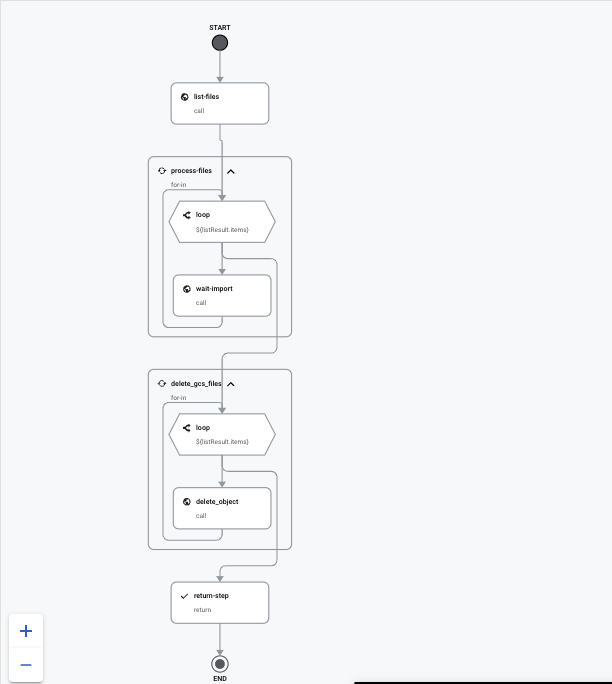 START
list-files
call
process-files
for-in
loop
${listResult.items}
wait-import
call
delete_gcs_files
for-in
loop
${listResult.items}
delete_object
call
return-step
return
END